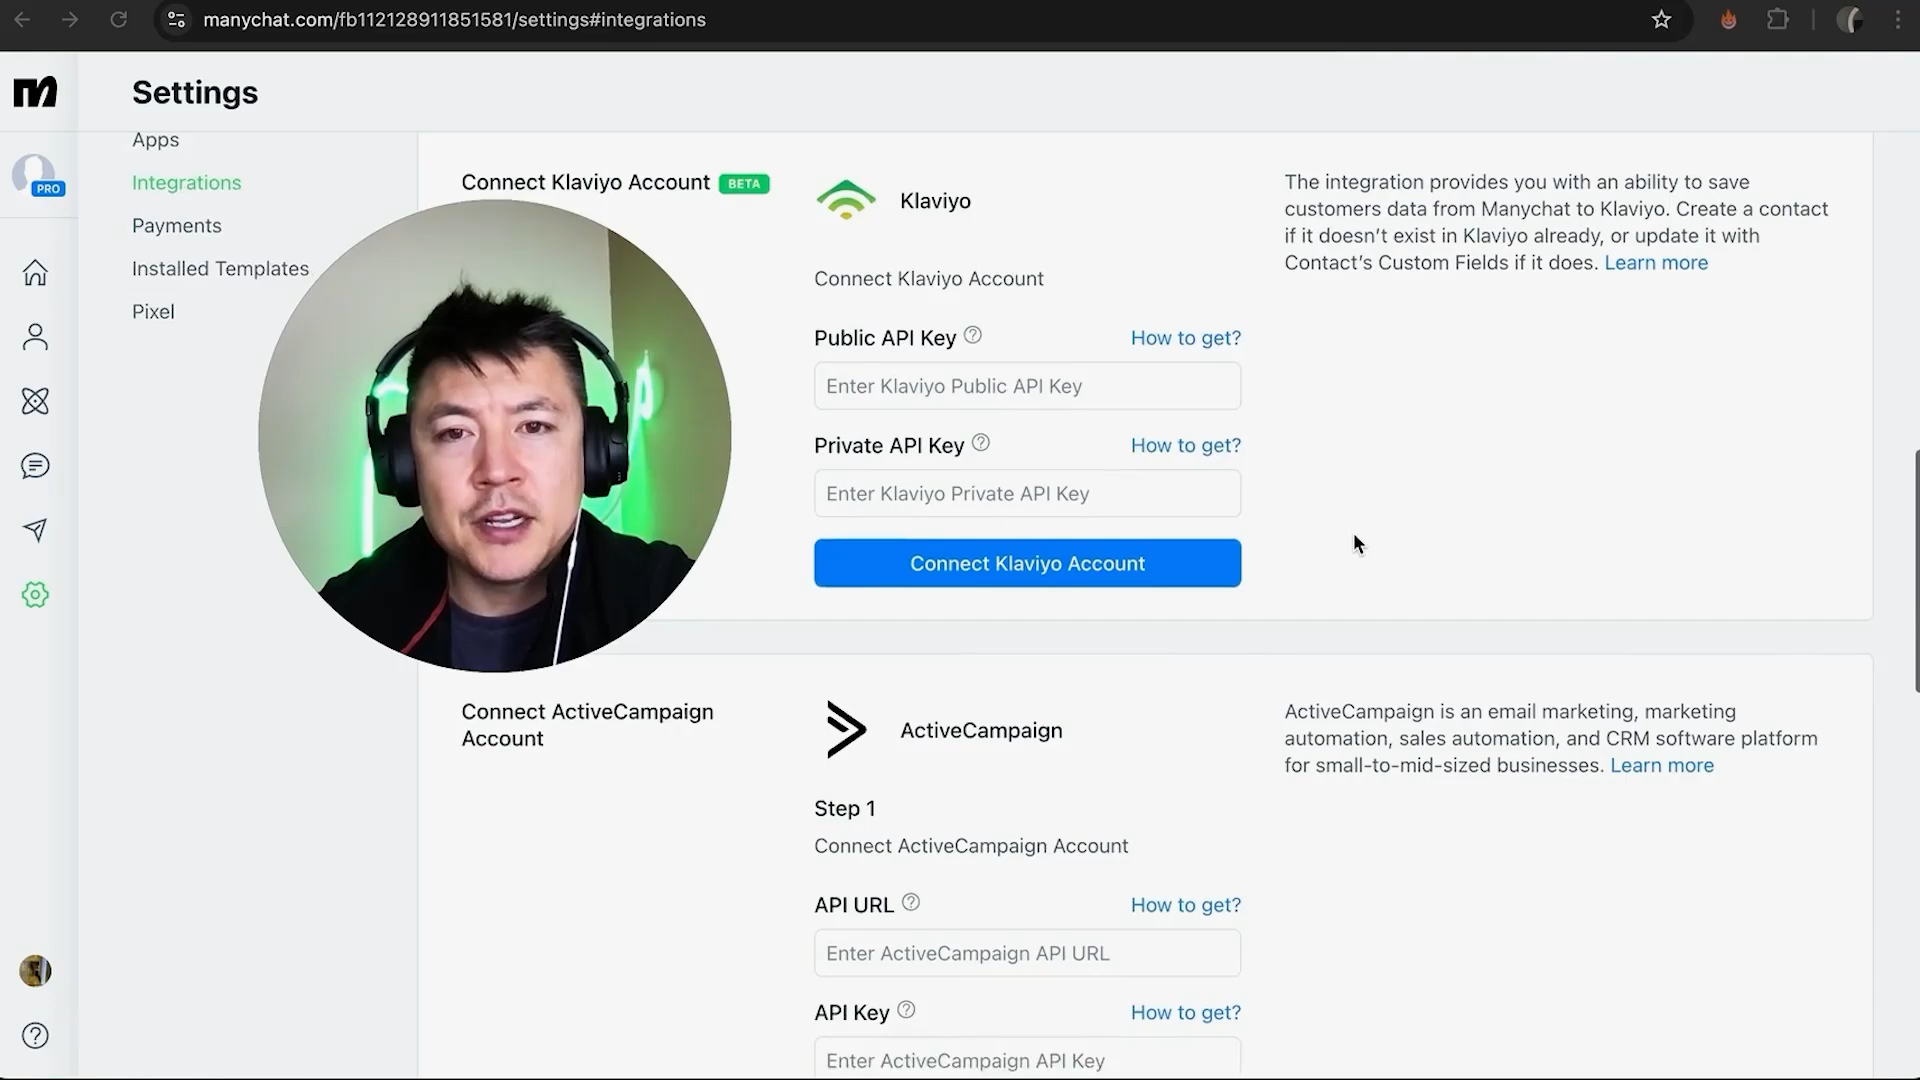 manychat.com/fb112128911851581/settings#integrations
Settings
PRO
Apps
Integrations
Payments
Installed Templates
Pixel
Connect Klaviyo Account BETA
Klaviyo
Connect Klaviyo Account
Public API Key
How to get?
Enter Klaviyo Public API Key
Private API Key
How to get?
Enter Klaviyo Private API Key
Connect Klaviyo Account
The integration provides you with an ability to save
customers data from Manychat to Klaviyo. Create a contact
if it doesn’t exist in Klaviyo already, or update it with
Contact’s Custom Fields if it does. Learn more
Connect ActiveCampaign
Account
ActiveCampaign
Step 1
Connect ActiveCampaign Account
API URL
How to get?
Enter ActiveCampaign API URL
API Key
How to get?
Enter ActiveCampaign API Key
ActiveCampaign is an email marketing, marketing
automation, sales automation, and CRM software platform
for small-to-mid-sized businesses. Learn more